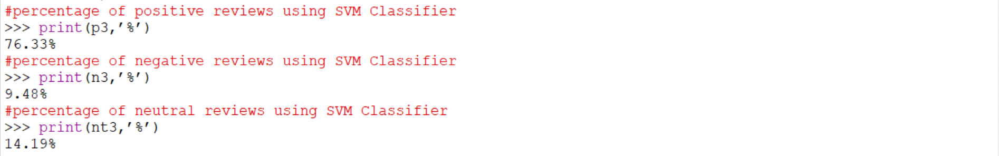 #percentage of positive reviews using SVM Classifier
>>> print(p3,′%′)
76.33%
#percentage of negative reviews using SVM Classifier
>>> print(n3,′%′)
9.48%
#percentage of neutral reviews using SVM Classifier
>>> print(nt3,′%′)
14.19%